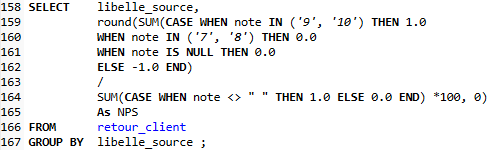 158 SELECT libelle_source,
159 round(SUM(CASE WHEN note IN ('9', '10') THEN 1.0
160 WHEN note IN ('7', '8') THEN 0.0
161 WHEN note IS NULL THEN 0.0
162 ELSE -1.0 END)
163 /
164 SUM(CASE WHEN note <> " " THEN 1.0 ELSE 0.0 END) *100, 0)
165 As NPS
166 FROM retour_client
167 GROUP BY libelle_source ;